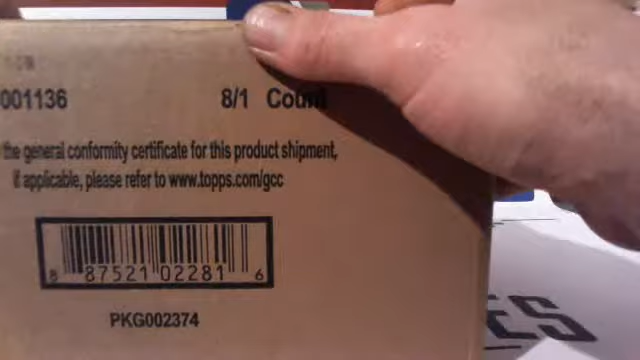 001136 8/1 Count
the general conformity certificate for this product shipment,
if applicable, please refer to www.topps.com/gcc
8 87521 02281 6
PKG002374
ES